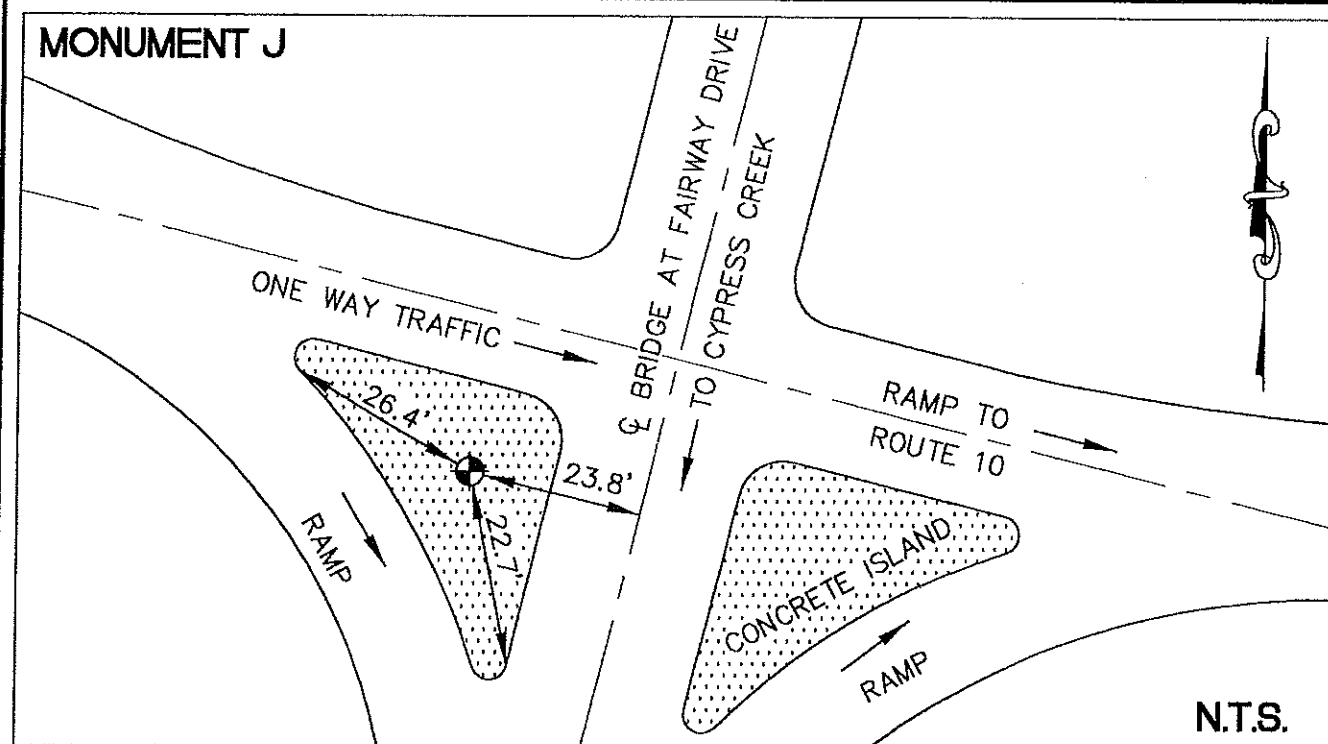 MONUMENT J
℄ BRIDGE AT FAIRWAY DRIVE
TO CYPRESS CREEK
ONE WAY TRAFFIC
26.4'
23.8'
22.7'
RAMP TO
ROUTE 10
RAMP
CONCRETE ISLAND
RAMP
N.T.S.